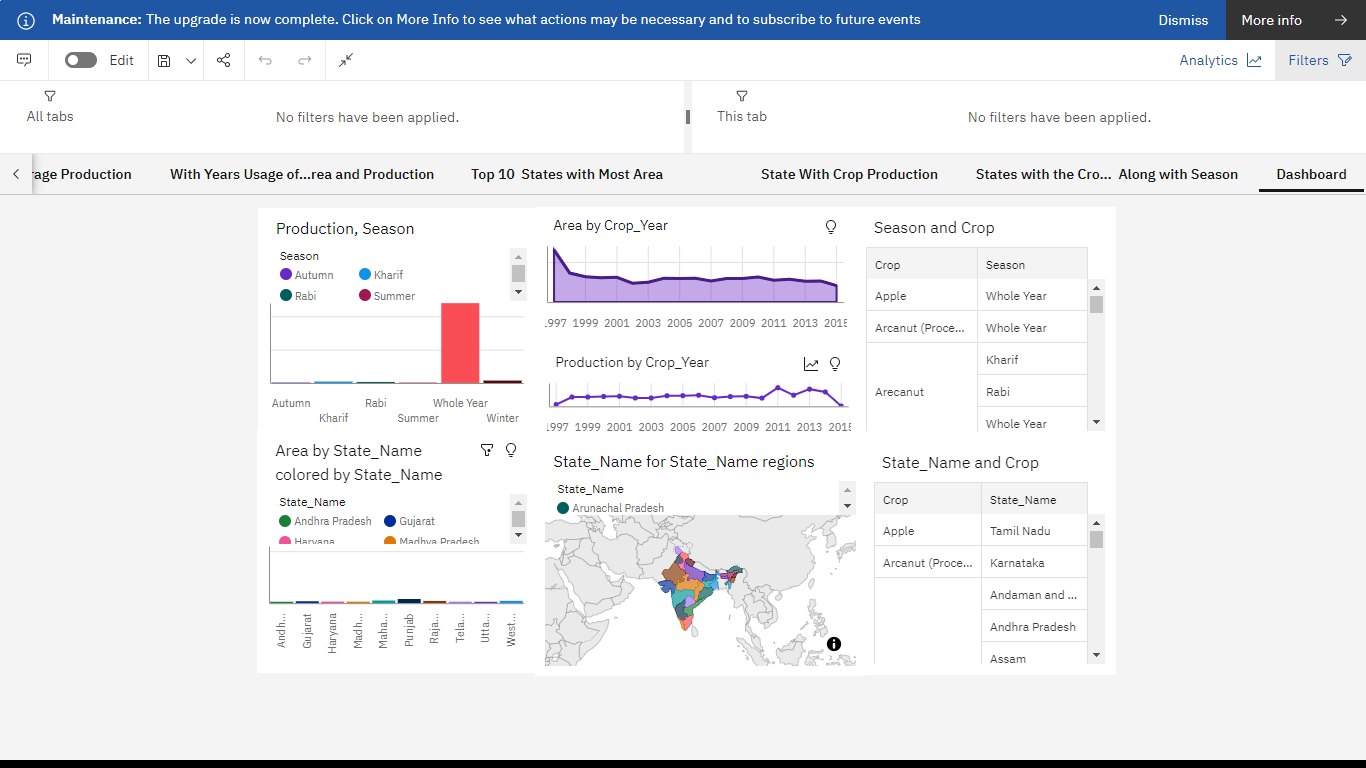 Maintenance: The upgrade is now complete. Click on More Info to see what actions may be necessary and to subscribe to future events
Dismiss
More info
Edit
Analytics
Filters
All tabs
No filters have been applied.
This tab
No filters have been applied.
rage Production
With Years Usage of...rea and Production
Top 10 States with Most Area
State With Crop Production
States with the Cro... Along with Season
Dashboard
Production, Season
Season
Autumn Kharif
Rabi Summer
Autumn Rabi Whole Year
Kharif Summer Winter
Area by Crop_Year
1997 1999 2001 2003 2005 2007 2009 2011 2013 2015
Production by Crop_Year
1997 1999 2001 2003 2005 2007 2009 2011 2013 2015
Season and Crop
Crop Season
Apple Whole Year
Arcanut (Proce... Whole Year
Kharif
Arecanut Rabi
Whole Year
Area by State_Name
colored by State_Name
State_Name
Andhra Pradesh Gujarat
Haryana Madhya Pradesh
Andh... Gujarat Haryana Madh... Maha... Punjab Raja... Tela... Utta... West...
State_Name for State_Name regions
State_Name
Arunachal Pradesh
State_Name and Crop
Crop State_Name
Apple Tamil Nadu
Arcanut (Proce... Karnataka
Andaman and ...
Andhra Pradesh
Assam